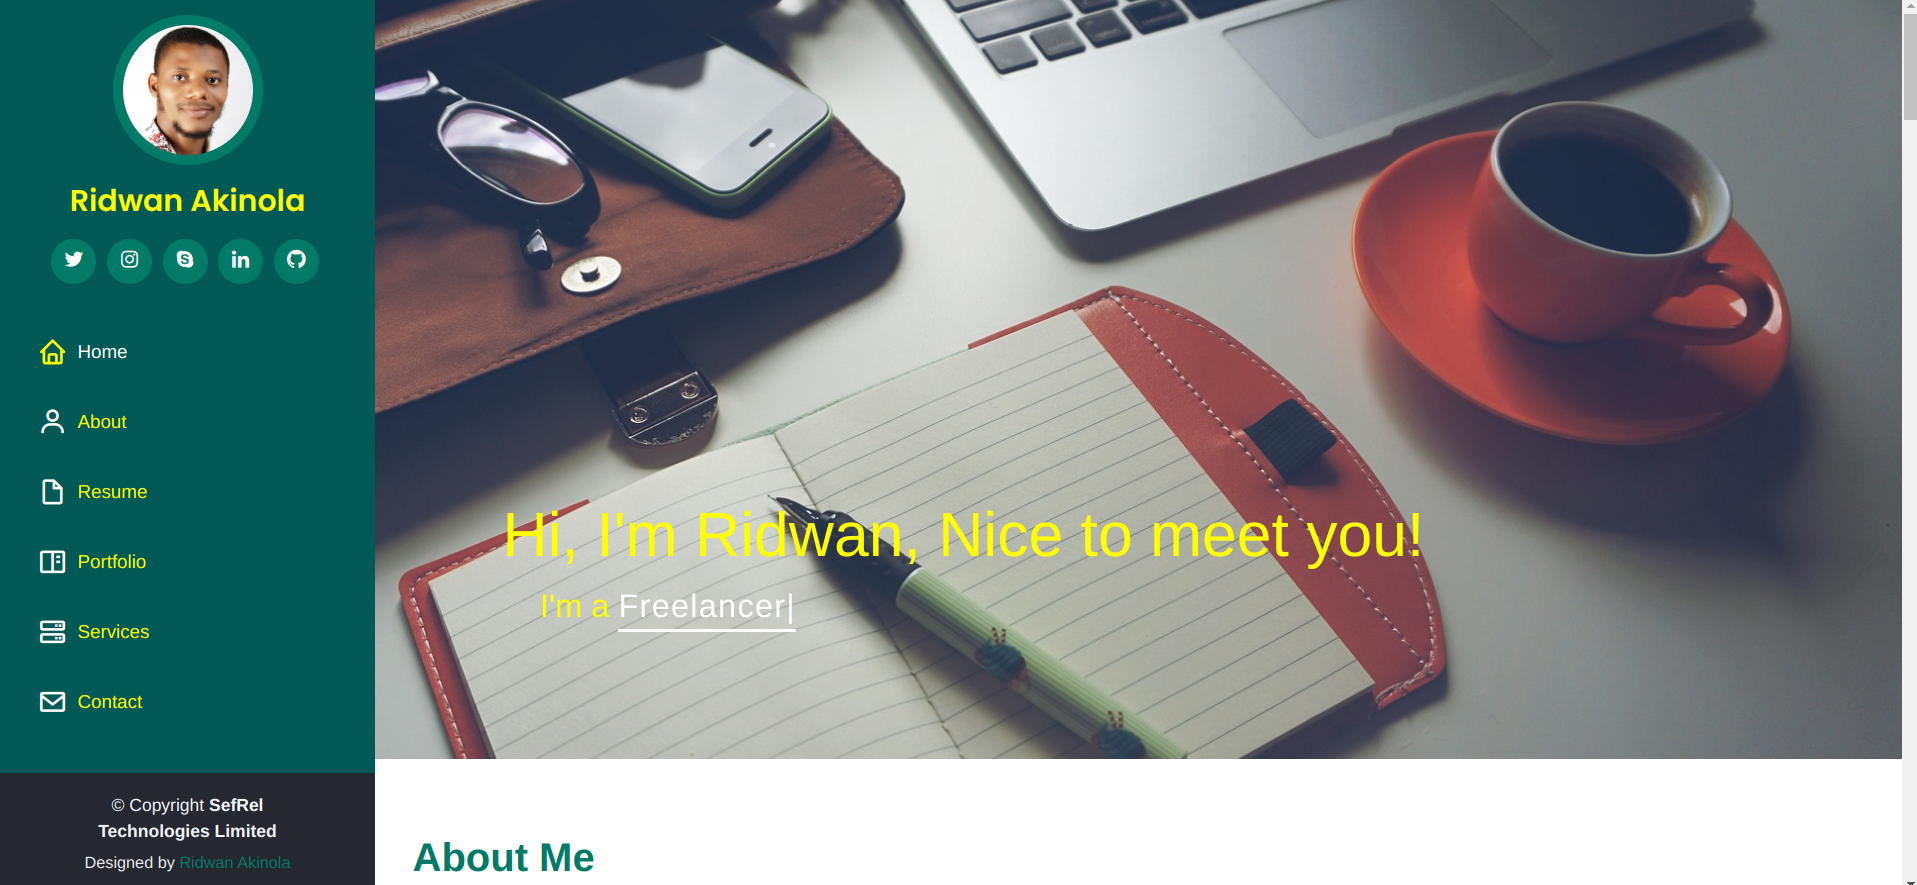 Ridwan Akinola
Home
About
Resume
Portfolio
Services
Contact
© Copyright SefRel
Technologies Limited
Designed by Ridwan Akinola
Hi, I'm Ridwan, Nice to meet you!
I'm a Freelancer|
About Me